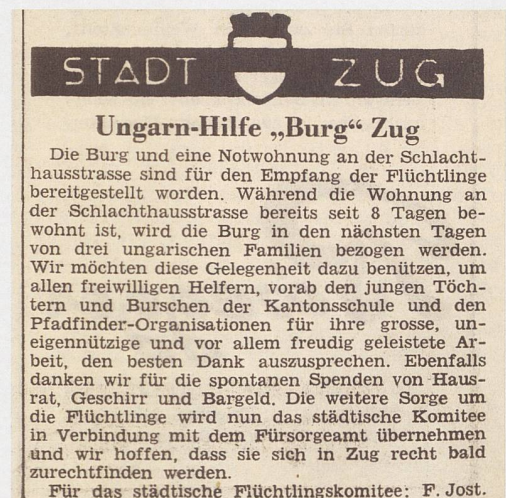 STADT ZUG
Ungarn-Hilfe „Burg“ Zug
Die Burg und eine Notwohnung an der Schlacht-
hausstrasse sind für den Empfang der Flüchtlinge
bereitgestellt worden. Während die Wohnung an
der Schlachthausstrasse bereits seit 8 Tagen be-
wohnt ist, wird die Burg in den nächsten Tagen
von drei ungarischen Familien bezogen werden.
Wir möchten diese Gelegenheit dazu benützen, um
allen freiwilligen Helfern, vorab den jungen Töch-
tern und Burschen der Kantonsschule und den
Pfadfinder-Organisationen für ihre grosse, un-
eigennützige und vor allem freudig geleistete Ar-
beit, den besten Dank auszusprechen. Ebenfalls
danken wir für die spontanen Spenden von Haus-
rat, Geschirr und Bargeld. Die weitere Sorge um
die Flüchtlinge wird nun das städtische Komitee
in Verbindung mit dem Fürsorgeamt übernehmen
und wir hoffen, dass sie sich in Zug recht bald
zurechtfinden werden.
Für das städtische Flüchtlingskomitee: F. Jost.